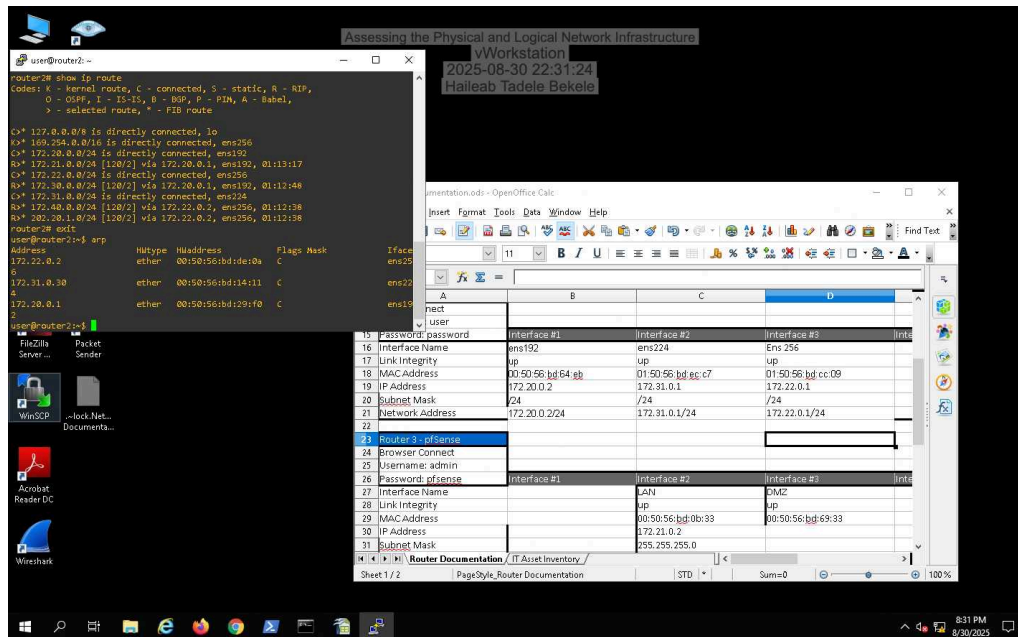 Assessing the Physical and Logical Network Infrastructure
vWorkstation
2025-08-30 22:31:24
Haileab Tadele Bekele
user@router2: ~
router2# show ip route
Codes: K - kernel route, C - connected, S - static, R - RIP,
O - OSPF, I - IS-IS, B - BGP, P - PIM, A - Babel,
> - selected route, * - FIB route
C>* 127.0.0.0/8 is directly connected, lo
K>* 169.254.0.0/16 is directly connected, ens256
C>* 172.20.0.0/24 is directly connected, ens192
R>* 172.21.0.0/24 [120/2] via 172.20.0.1, ens192, 01:13:17
C>* 172.22.0.0/24 is directly connected, ens256
R>* 172.30.0.0/24 [120/2] via 172.20.0.1, ens192, 01:12:48
C>* 172.31.0.0/24 is directly connected, ens224
R>* 172.40.0.0/24 [120/2] via 172.22.0.2, ens256, 01:12:38
R>* 202.20.1.0/24 [120/2] via 172.22.0.2, ens256, 01:12:38
router2# exit
user@router2:~$ arp
Address HWtype HWaddress Flags Mask Iface
172.22.0.2 ether 00:50:56:bd:de:0a C ens25
6
172.31.0.30 ether 00:50:56:bd:14:11 C ens22
4
172.20.0.1 ether 00:50:56:bd:29:f0 C ens19
2
user@router2:~$
umentation.ods - OpenOffice Calc
Insert Format Tools Data Window Help
Find Text
11
A B C D
nect
user
15 Password: password Interface #1 Interface #2 Interface #3 Inte
16 Interface Name ens192 ens224 Ens 256
17 Link Integrity up up up
18 MAC Address 00:50:56:bd:64:eb 01:50:56:bd:ec:c7 01:50:56:bd:cc:09
19 IP Address 172.20.0.2 172.31.0.1 172.22.0.1
20 Subnet Mask /24 /24 /24
21 Network Address 172.20.0.2/24 172.31.0.1/24 172.22.0.1/24
22
23 Router 3 - pfSense
24 Browser Connect
25 Username: admin
26 Password: pfsense Interface #1 Interface #2 Interface #3 Inte
27 Interface Name LAN DMZ
28 Link Integrity up up
29 MAC Address 00:50:56:bd:0b:33 00:50:56:bd:69:33
30 IP Address 172.21.0.2
31 Subnet Mask 255.255.255.0
Router Documentation IT Asset Inventory
Sheet 1 / 2 PageStyle_Router Documentation STD * Sum=0 100%
FileZilla
Server ...
Packet
Sender
WinSCP
.~lock.Net...
Documenta...
Acrobat
Reader DC
Wireshark
8:31 PM
8/30/2025